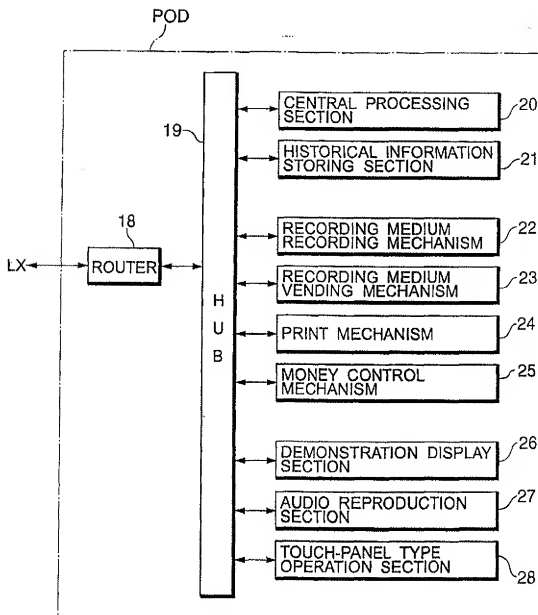 POD
CENTRAL PROCESSING
SECTION
20
19
HISTORICAL INFORMATION
STORING SECTION
21
18
LX
ROUTER
HUB
RECORDING MEDIUM
RECORDING MECHANISM
22
RECORDING MEDIUM
VENDING MECHANISM
23
PRINT MECHANISM
24
MONEY CONTROL
MECHANISM
25
DEMONSTRATION DISPLAY
SECTION
26
AUDIO REPRODUCTION
SECTION
27
TOUCH-PANEL TYPE
OPERATION SECTION
28